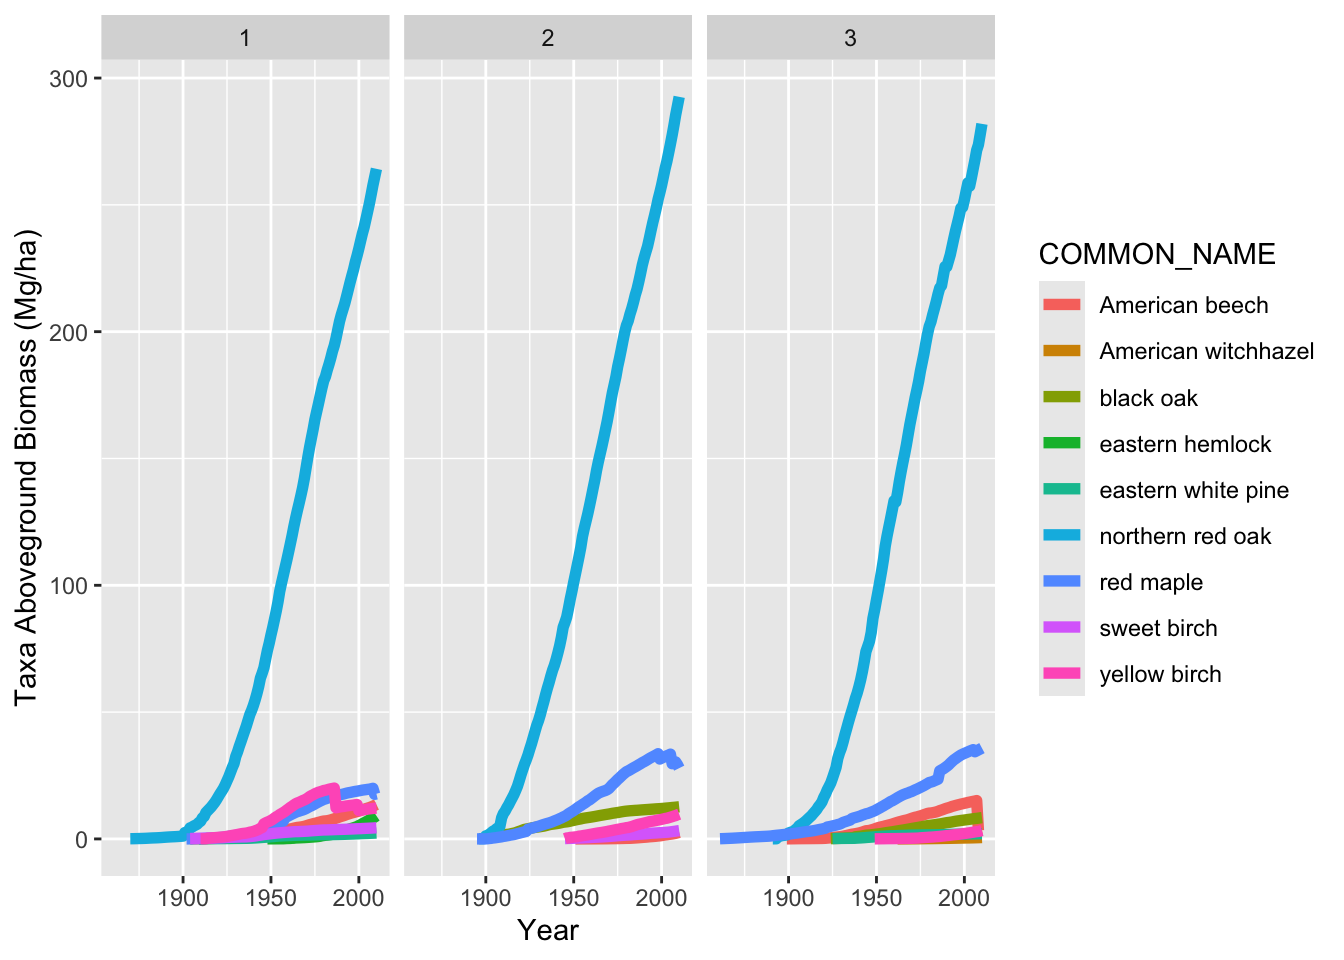 1 2 3
300
200
100
0
1900 1950 2000 1900 1950 2000 1900 1950 2000
Year
Taxa Aboveground Biomass (Mg/ha)
COMMON_NAME
American beech
American witchhazel
black oak
eastern hemlock
eastern white pine
northern red oak
red maple
sweet birch
yellow birch